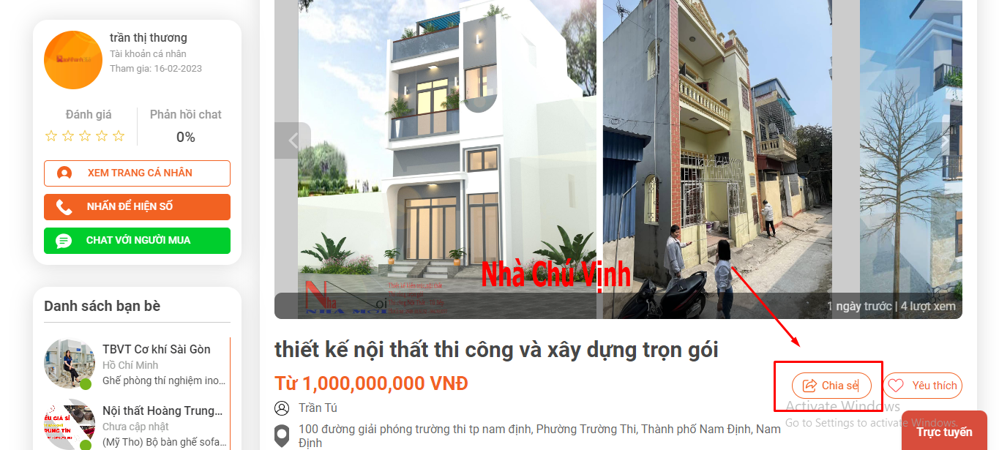 trần thị thương
Tài khoản cá nhân
Tham gia: 16-02-2023
Đánh giá
Phản hồi chat
0%
XEM TRANG CÁ NHÂN
NHẤN ĐỂ HIỆN SỐ
CHAT VỚI NGƯỜI MUA
Danh sách bạn bè
TBVT Cơ khí Sài Gòn
Hồ Chí Minh
Ghế phòng thí nghiệm ino...
Nội thất Hoàng Trung...
Chưa cập nhật
(Mỹ Tho) Bộ bàn ghế sofa...
Nhà Chú Vịnh
Nha
oi
NHA MOI
1 ngày trước | 4 lượt xem
thiết kế nội thất thi công và xây dựng trọn gói
Từ 1,000,000,000 VNĐ
Chia sẻ
Yêu thích
Trần Tú
100 đường giải phóng trường thi tp nam định, Phường Trường Thi, Thành phố Nam Định, Nam
Định
Activate Windows
Go to Settings to activate Windows.
Trực tuyến